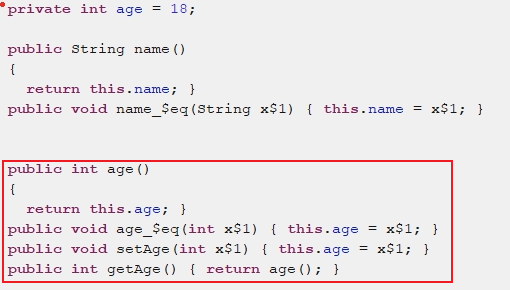 private int age = 18;
public String name()
{
return this.name; }
public void name_$eq(String x$1) { this.name = x$1; }
public int age()
{
return this.age; }
public void age_$eq(int x$1) { this.age = x$1; }
public void setAge(int x$1) { this.age = x$1; }
public int getAge() { return age(); }